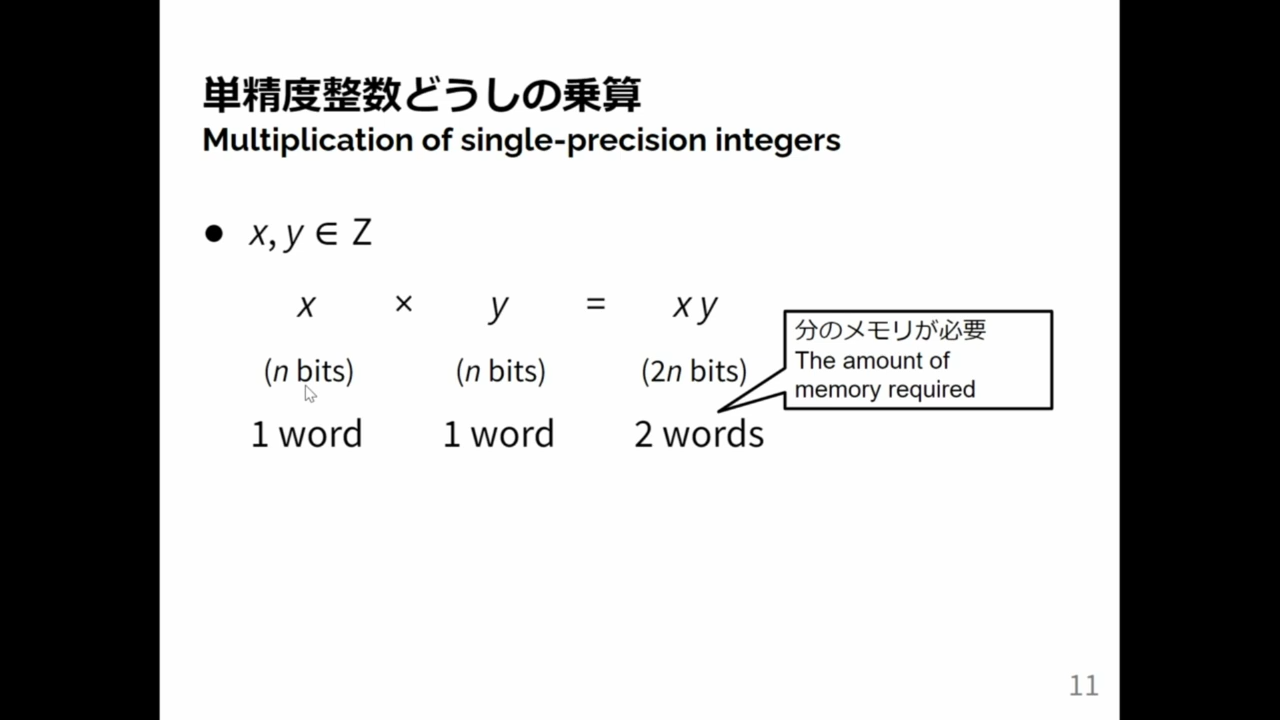 単精度整数どうしの乗算
Multiplication of single-precision integers
● x, y ∈ Z
x × y = x y
(n bits) (n bits) (2n bits)
1 word 1 word 2 words
分のメモリが必要
The amount of
memory required
11